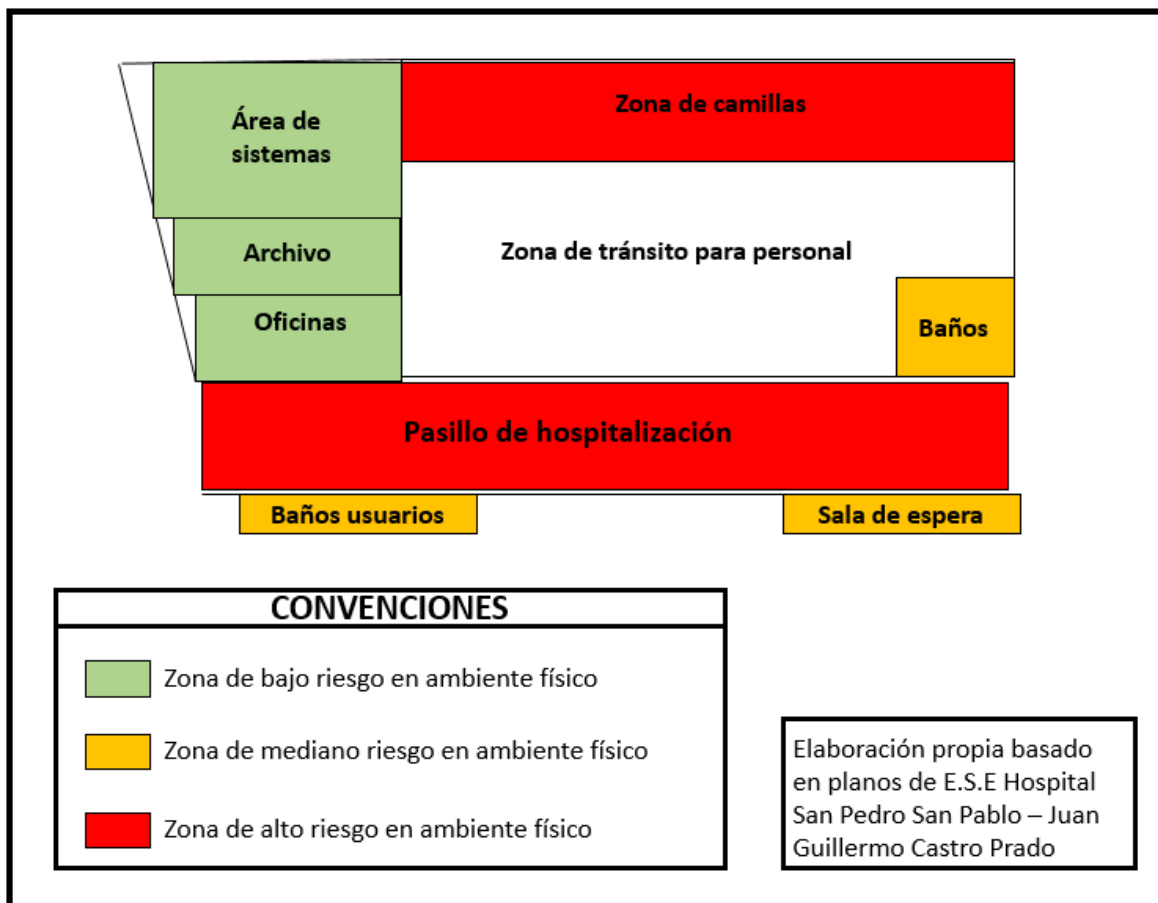 Zona de camillas
Área de
sistemas
Archivo
Zona de tránsito para personal
Oficinas
Baños
Pasillo de hospitalización
Baños usuarios
Sala de espera
CONVENCIONES
Zona de bajo riesgo en ambiente físico
Zona de mediano riesgo en ambiente físico
Zona de alto riesgo en ambiente físico
Elaboración propia basado
en planos de E.S.E Hospital
San Pedro San Pablo – Juan
Guillermo Castro Prado